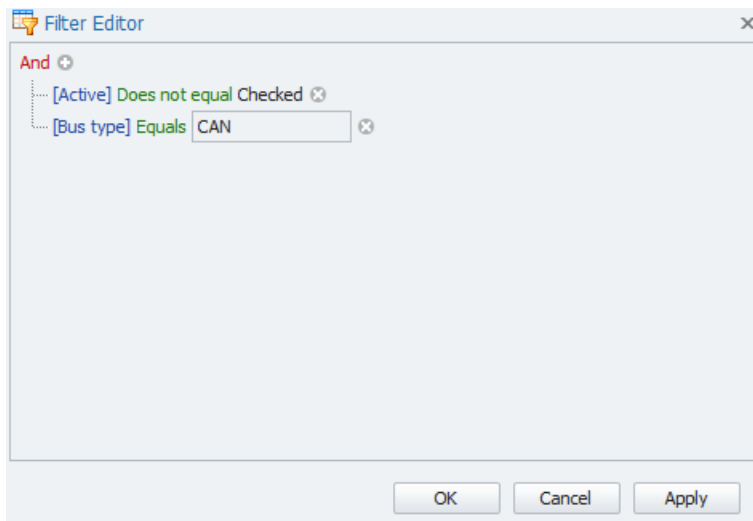 Filter Editor
And
[Active] Does not equal Checked
[Bus type] Equals CAN
OK Cancel Apply